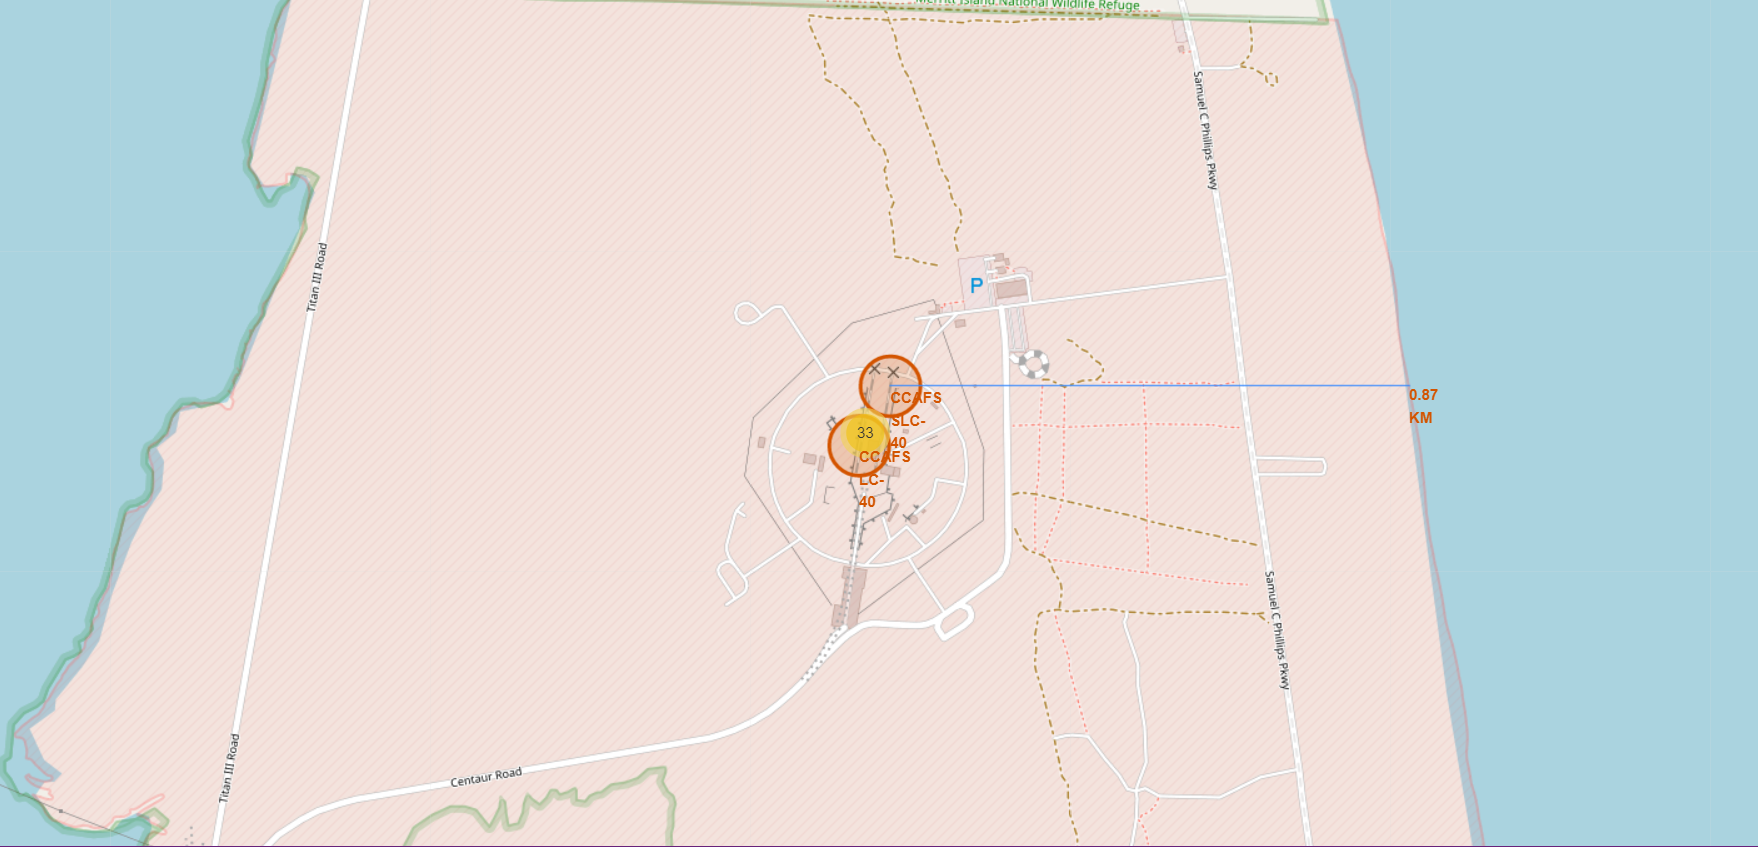 Merritt Island National Wildlife Refuge
Samuel C Phillips Pkwy
Titan III Road
P
CCAFS
SLC-
40
0.87
KM
33
CCAFS
LC-
40
Samuel C Phillips Pkwy
Titan III Road
Centaur Road